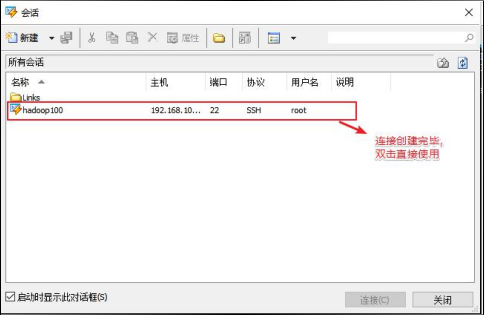 会话
新建 属性
所有会话
名称 主机 端口 协议 用户名 说明
Links
hadoop100 192.168.10... 22 SSH root
连接创建完毕，
双击直接使用
启动时显示此对话框(S)
连接(C) 关闭